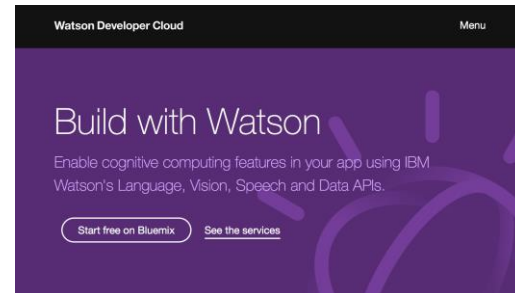 Watson Developer Cloud
Menu
Build with Watson
Enable cognitive computing features in your app using IBM
Watson's Language, Vision, Speech and Data APIs.
Start free on Bluemix
See the services